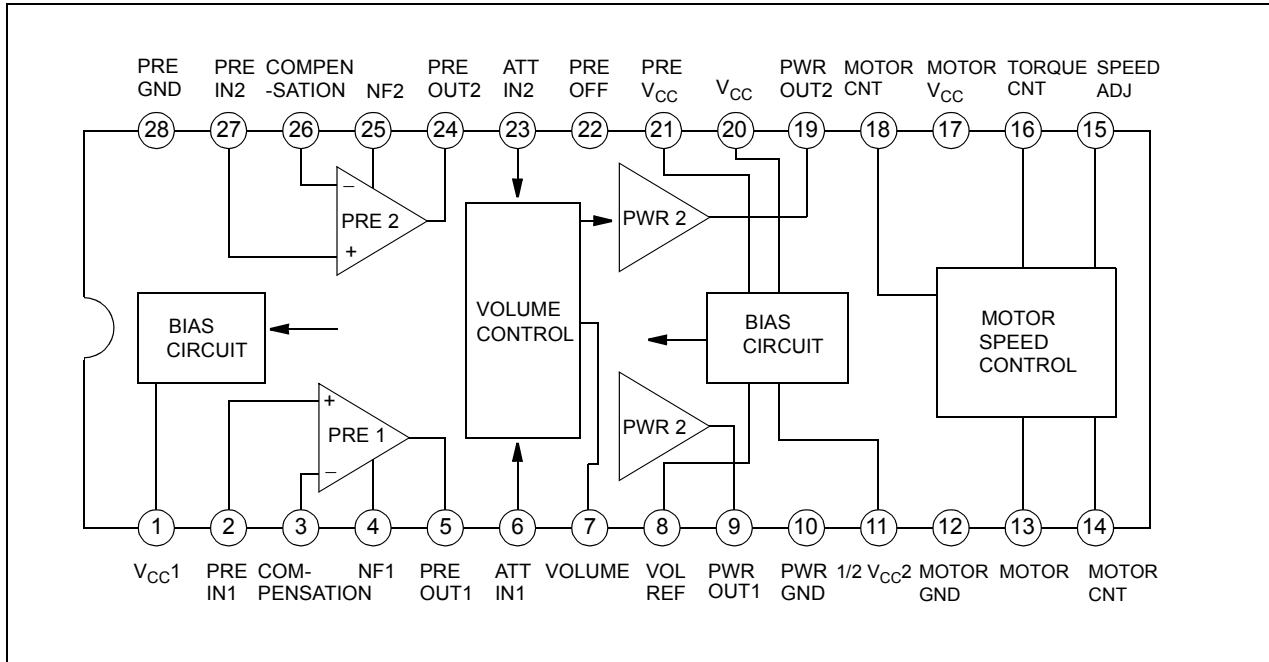 PRE GND
PRE IN2
COMPEN -SATION
NF2
PRE OUT2
ATT IN2
PRE OFF
PRE VCC
VCC
PWR OUT2
MOTOR CNT
MOTOR VCC
TORQUE CNT
SPEED ADJ
28 27 26 25 24 23 22 21 20 19 18 17 16 15
−
PRE 2
+
PWR 2
BIAS CIRCUIT
VOLUME CONTROL
BIAS CIRCUIT
MOTOR SPEED CONTROL
+
PRE 1
−
PWR 2
1 2 3 4 5 6 7 8 9 10 11 12 13 14
VCC1
PRE IN1
COM- PENSATION
NF1
PRE OUT1
ATT IN1
VOLUME
VOL REF
PWR OUT1
PWR GND
1/2 VCC2
MOTOR GND
MOTOR
MOTOR CNT